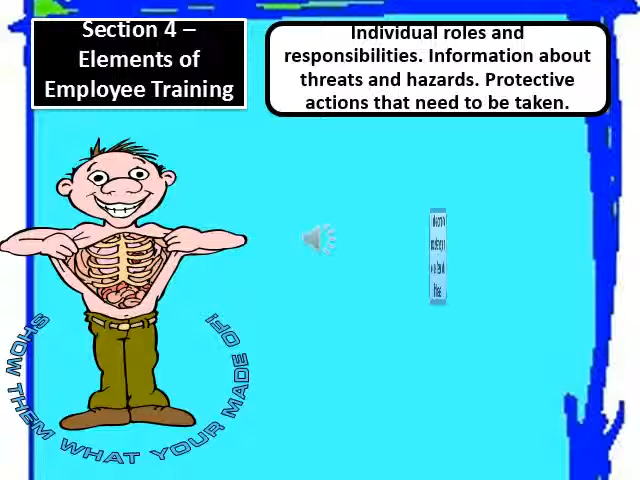 Section 4 –
Elements of
Employee Training
Individual roles and
responsibilities. Information about
threats and hazards. Protective
actions that need to be taken.
SHOW THEM WHAT YOUR MADE OF!